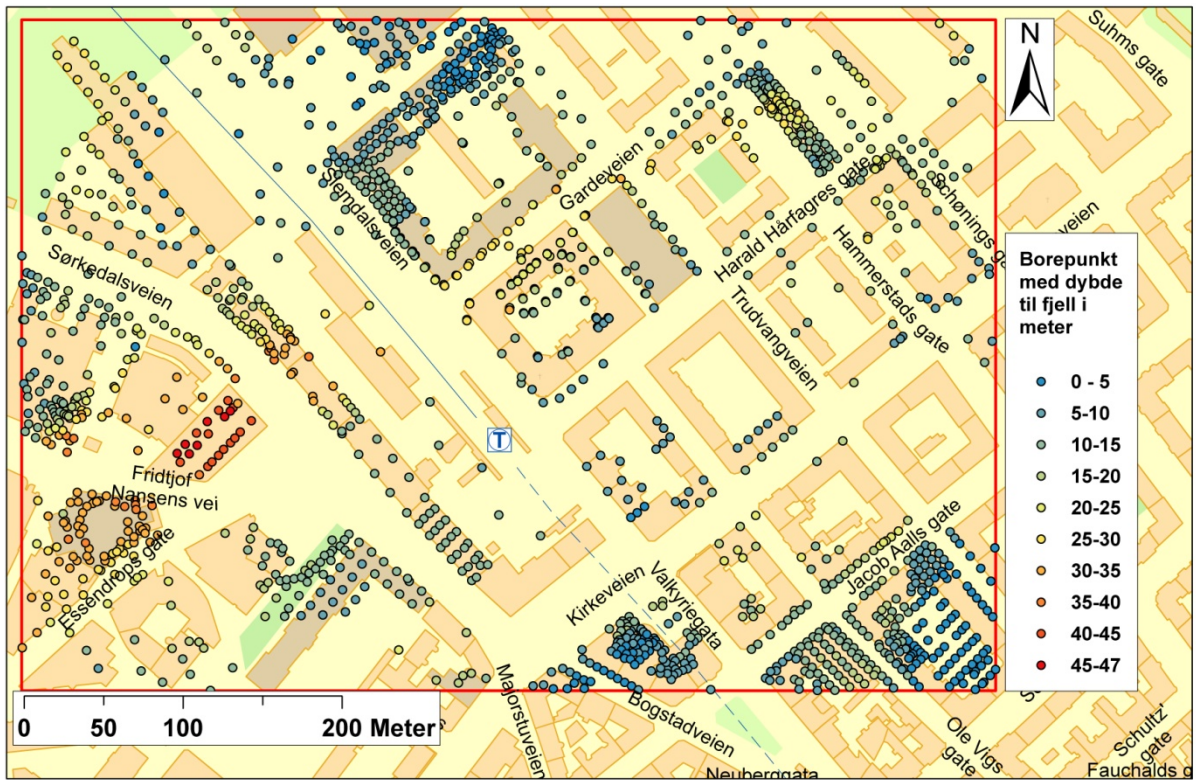 Suhms
gate
N
Slemdalsveien
Gardeveien
Harald Hårfagres gate
Schønings
Hammerstads gate
Trudvangveien
Sørkedalsveien
Borepunkt
med dybde
til fjell i
meter
0 - 5
5-10
10-15
15-20
20-25
25-30
30-35
35-40
40-45
45-47
T
Fridtjof
Nansens vei
Essendrops gate
Jacob Aalls gate
Kirkeveien
Valkyriegata
Majorstuveien
Bogstadveien
Ole Vigs
gate
Schultz'
gate
Fauchalds g
Neuberggata
0 50 100 200 Meter